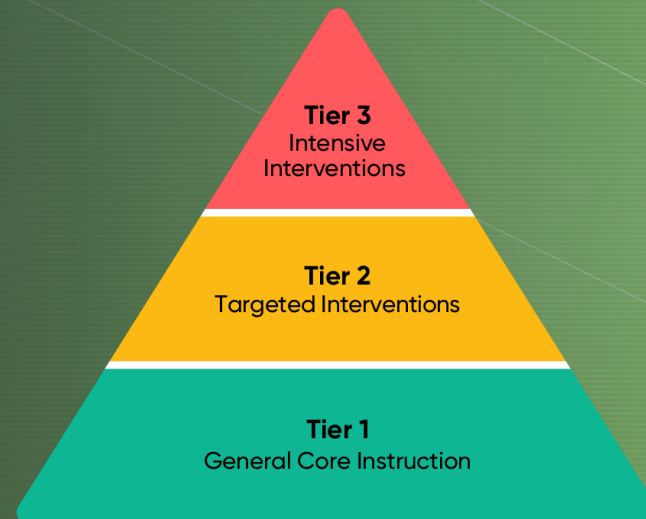 Tier 3
Intensive
Interventions
Tier 2
Targeted Interventions
Tier 1
General Core Instruction